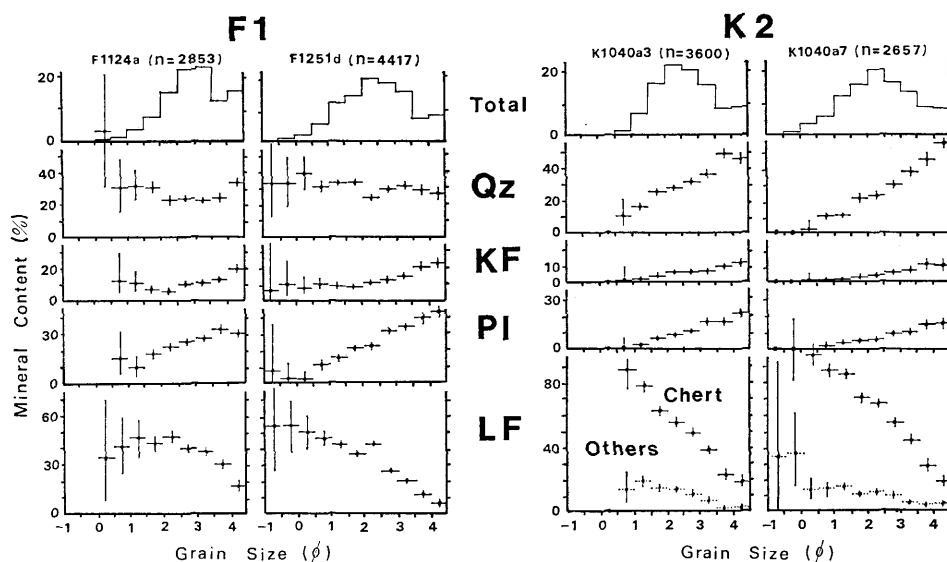 F1 K2
F1124a (n=2853) F1251d (n=4417) K1040a3 (n=3600) K1040a7 (n=2657)
20 Total 20
0 0
Qz
40 40
20 20
0 0
KF
20 10
0 0
Pl
30 30
0 0
LF
60 80
30 Chert
0 40
Others
0
-1 0 1 2 3 4 -1 0 1 2 3 4 -1 0 1 2 3 4 -1 0 1 2 3 4
Grain Size (ϕ) Grain Size (ϕ)
Mineral Content (%)